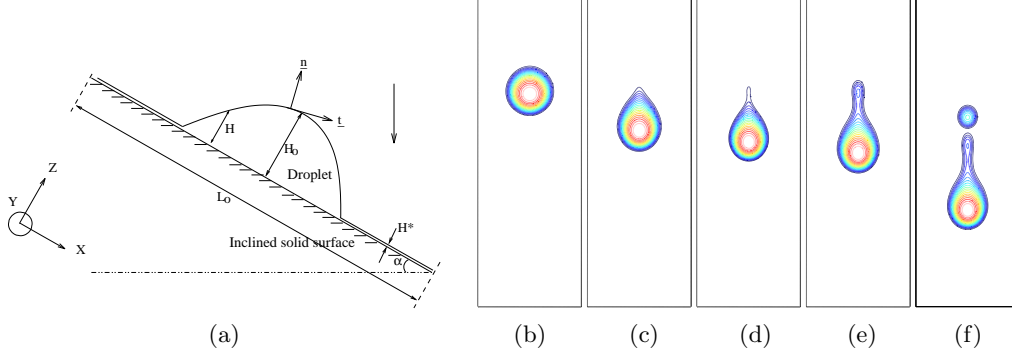 n
t
H
H₀
Droplet
L₀
Z
Y
X
H*
Inclined solid surface
α
(a)
(b)
(c)
(d)
(e)
(f)